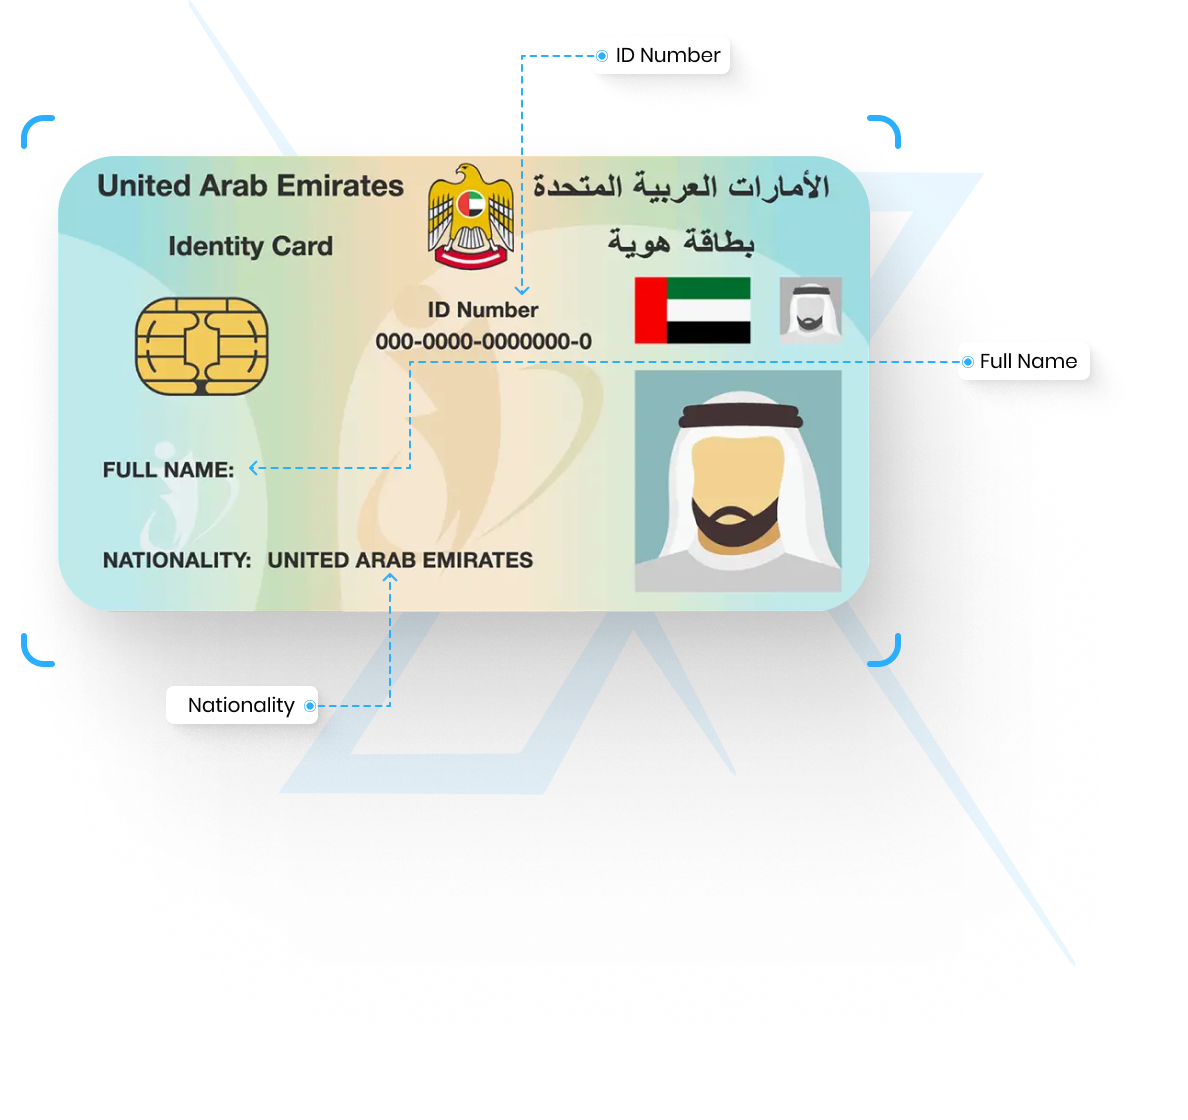 ID Number
United Arab Emirates
الأمارات العربية المتحدة
Identity Card
بطاقة هوية
ID Number
000-0000-0000000-0
Full Name
FULL NAME:
NATIONALITY: UNITED ARAB EMIRATES
Nationality